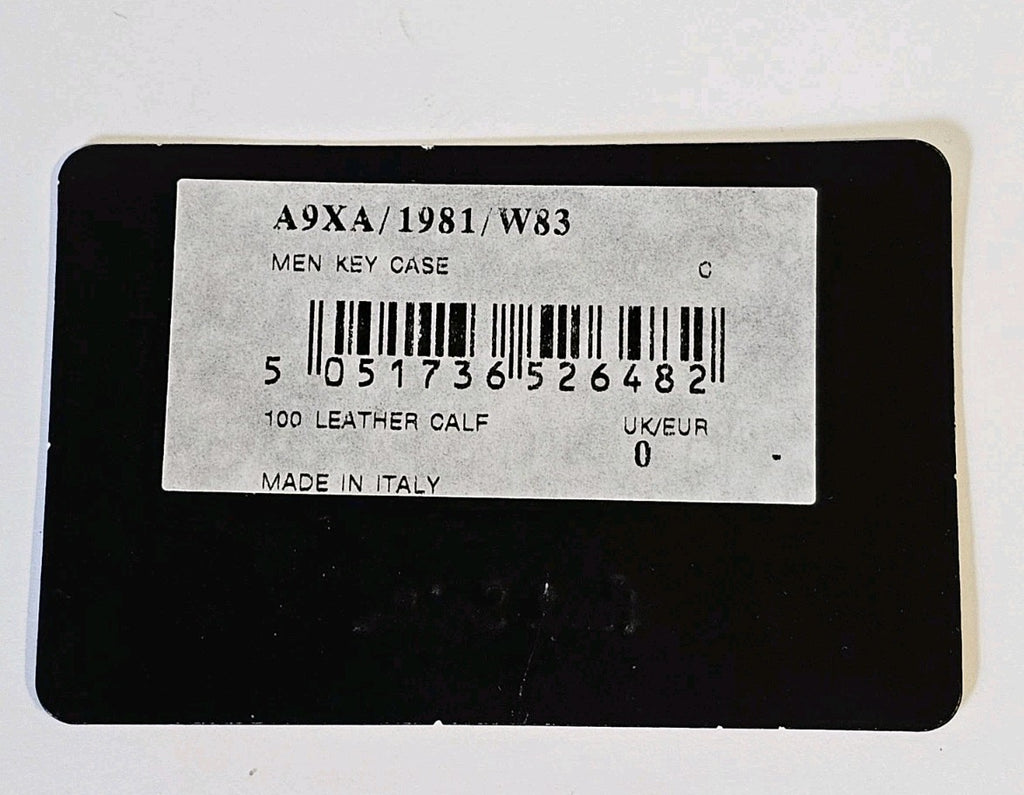 A9XA/1981/W83
MEN KEY CASE C
5 051736 526482
100 LEATHER CALF UK/EUR
0
MADE IN ITALY